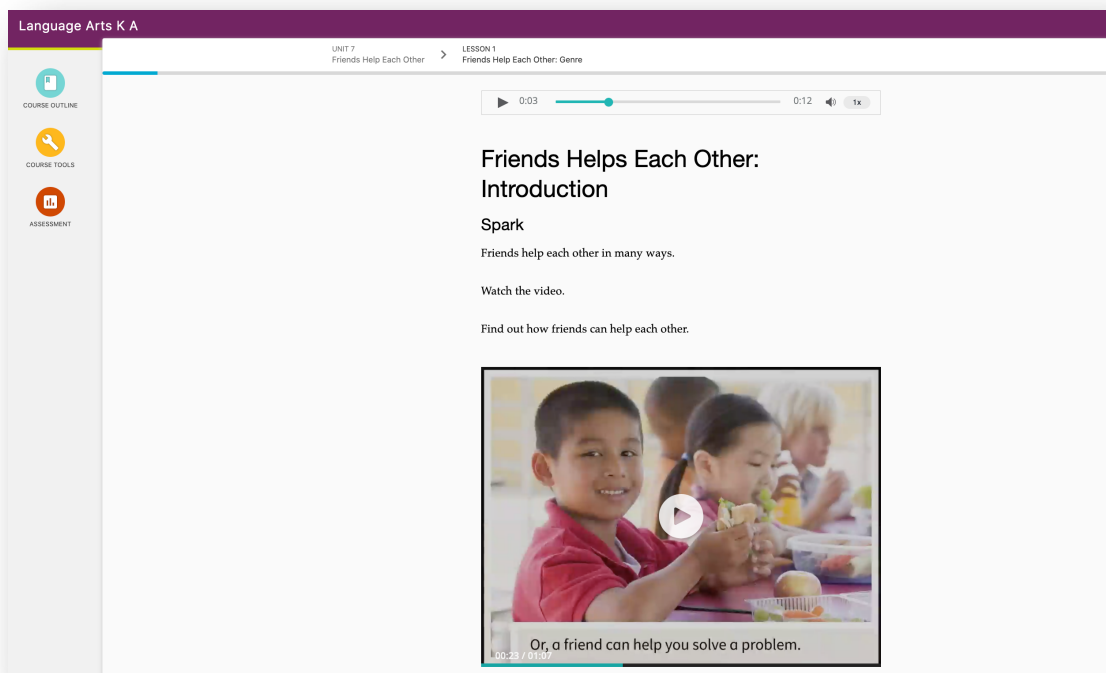 Language Arts K A
UNIT 7
Friends Help Each Other
>
LESSON 1
Friends Help Each Other: Genre
COURSE OUTLINE
COURSE TOOLS
ASSESSMENT
0:03
0:12
1x
Friends Helps Each Other:
Introduction
Spark
Friends help each other in many ways.
Watch the video.
Find out how friends can help each other.
Or, a friend can help you solve a problem.
00:23 / 01:07